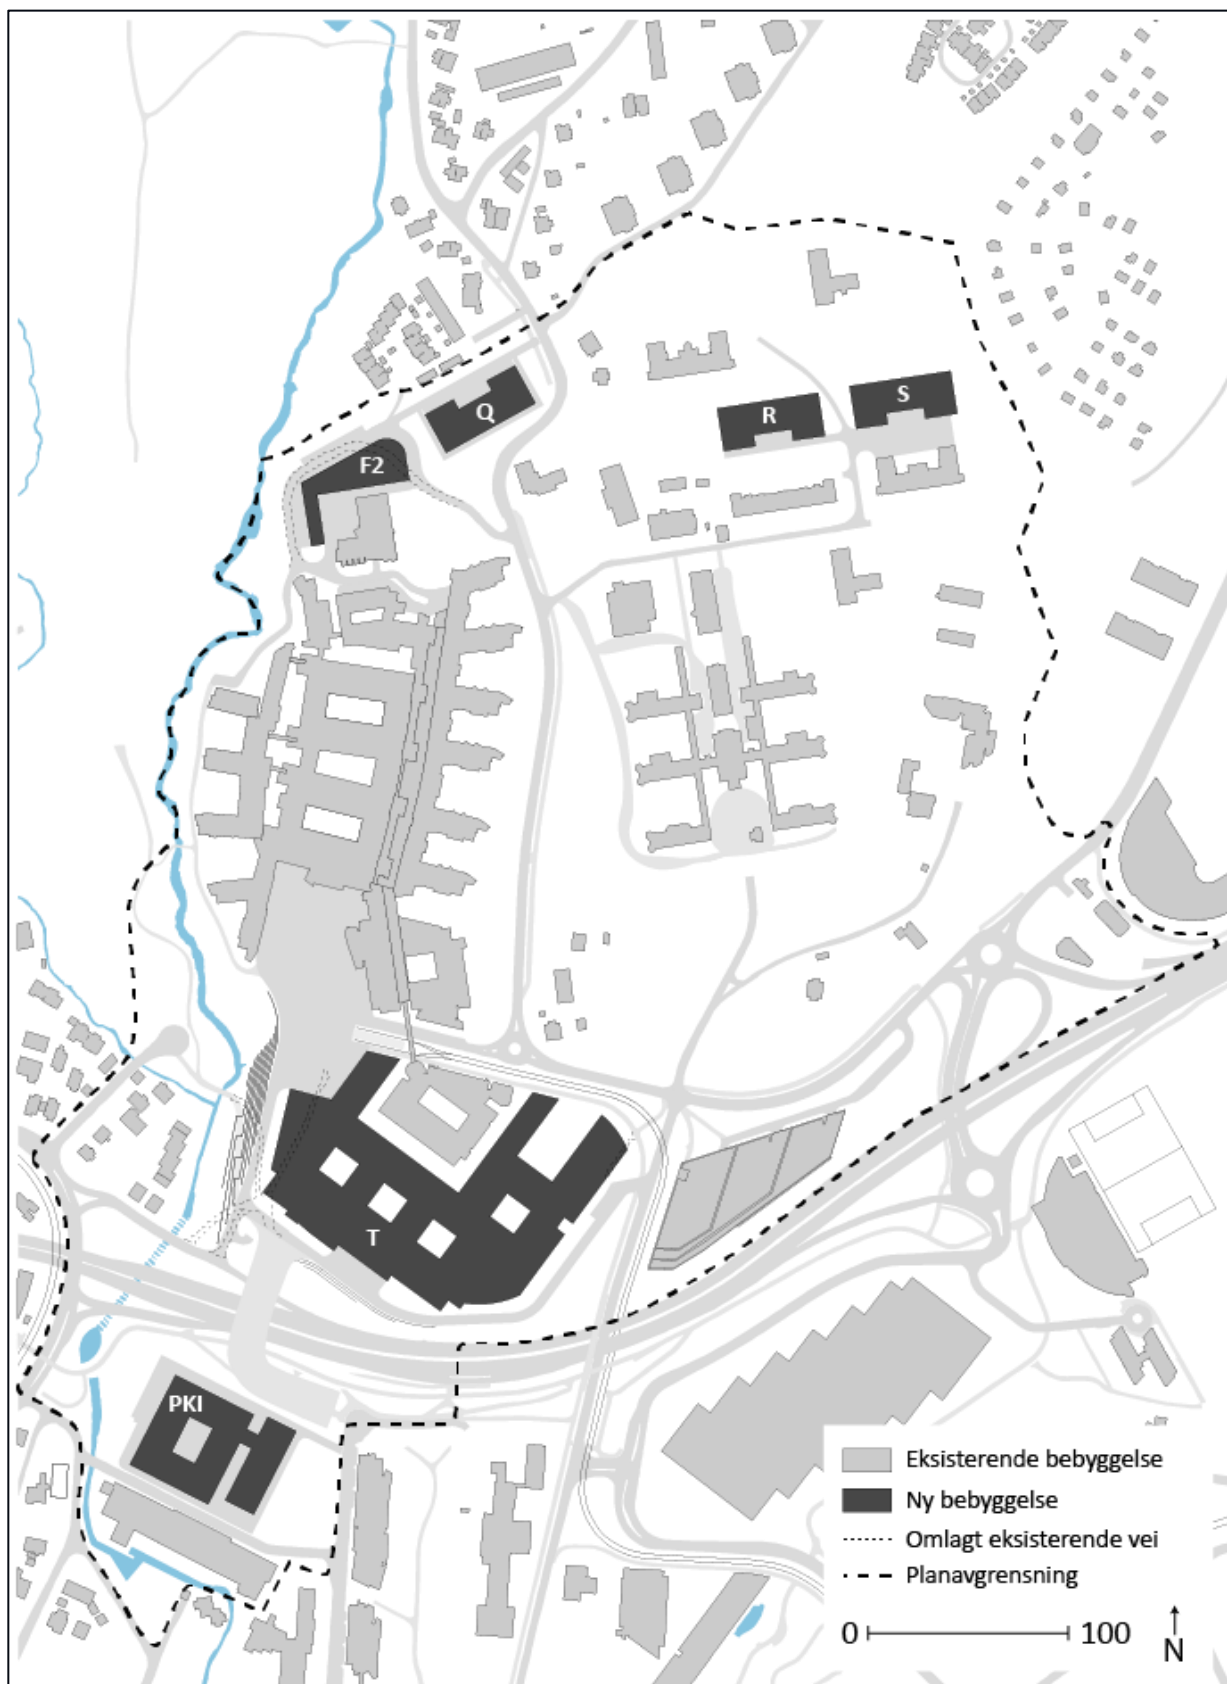 S
R
Q
F2
T
PKI
Eksisterende bebyggelse
Ny bebyggelse
Omlagt eksisterende vei
Planavgrensning
0 100
N